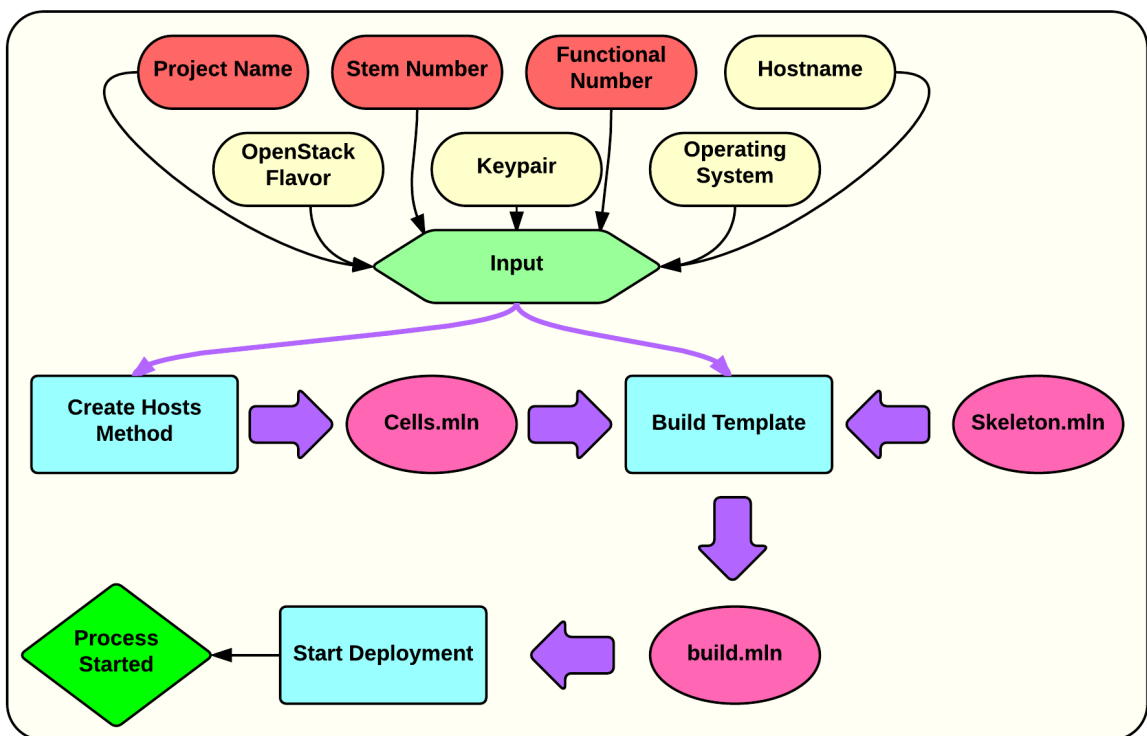 Project Name
Stem Number
Functional
Number
Hostname
OpenStack
Flavor
Keypair
Operating
System
Input
Create Hosts
Method
Cells.mln
Build Template
Skeleton.mln
Process
Started
Start Deployment
build.mln